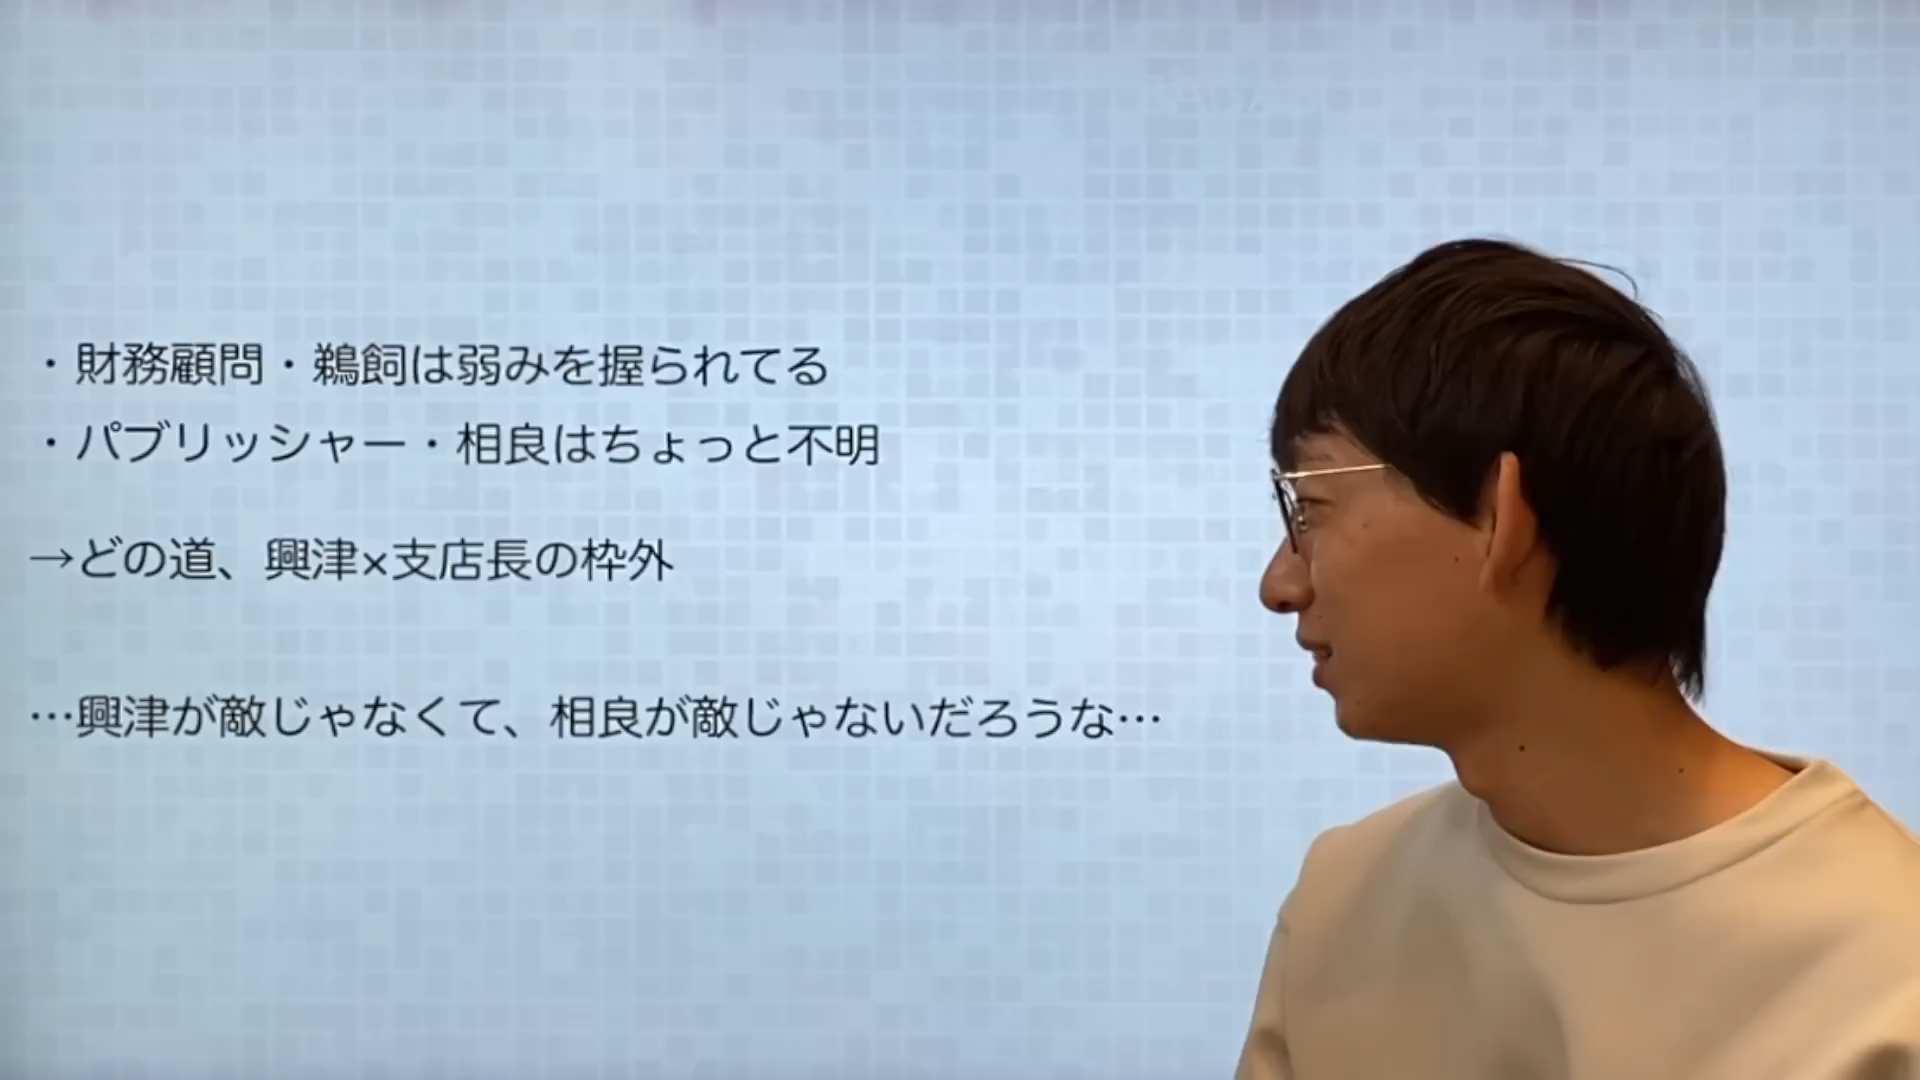 ・財務顧問・鵜飼は弱みを握られてる
・パブリッシャー・相良はちょっと不明
→どの道、興津×支店長の枠外
…興津が敵じゃなくて、相良が敵じゃないだろうな…